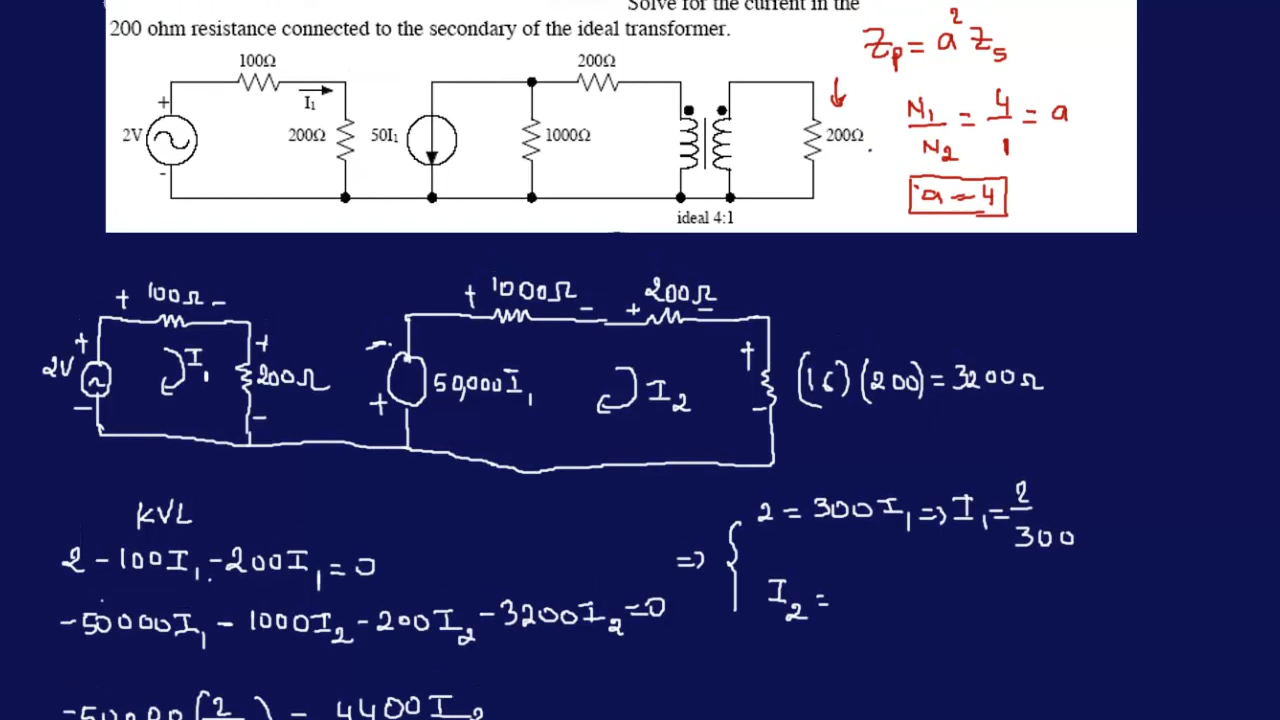 Solve for the current in the
200 ohm resistance connected to the secondary of the ideal transformer.
100Ω
I₁
2V
+
-
200Ω
50I₁
1000Ω
200Ω
200Ω
ideal 4:1
Zp = a² Zs
N₁/N₂ = 4/1 = a
a = 4
+ 100Ω -
+ 1000Ω -
+ 200Ω -
+
2V
-
I₁
+
200Ω
-
-
+
50,000I₁
I₂
+
-
(16)(200) = 3200Ω
KVL
2 - 100I₁ - 200I₁ = 0
-50000I₁ - 1000I₂ - 200I₂ - 3200I₂ = 0
=> { 2 = 300I₁ => I₁ = 2/300
I₂ =
4400I₂